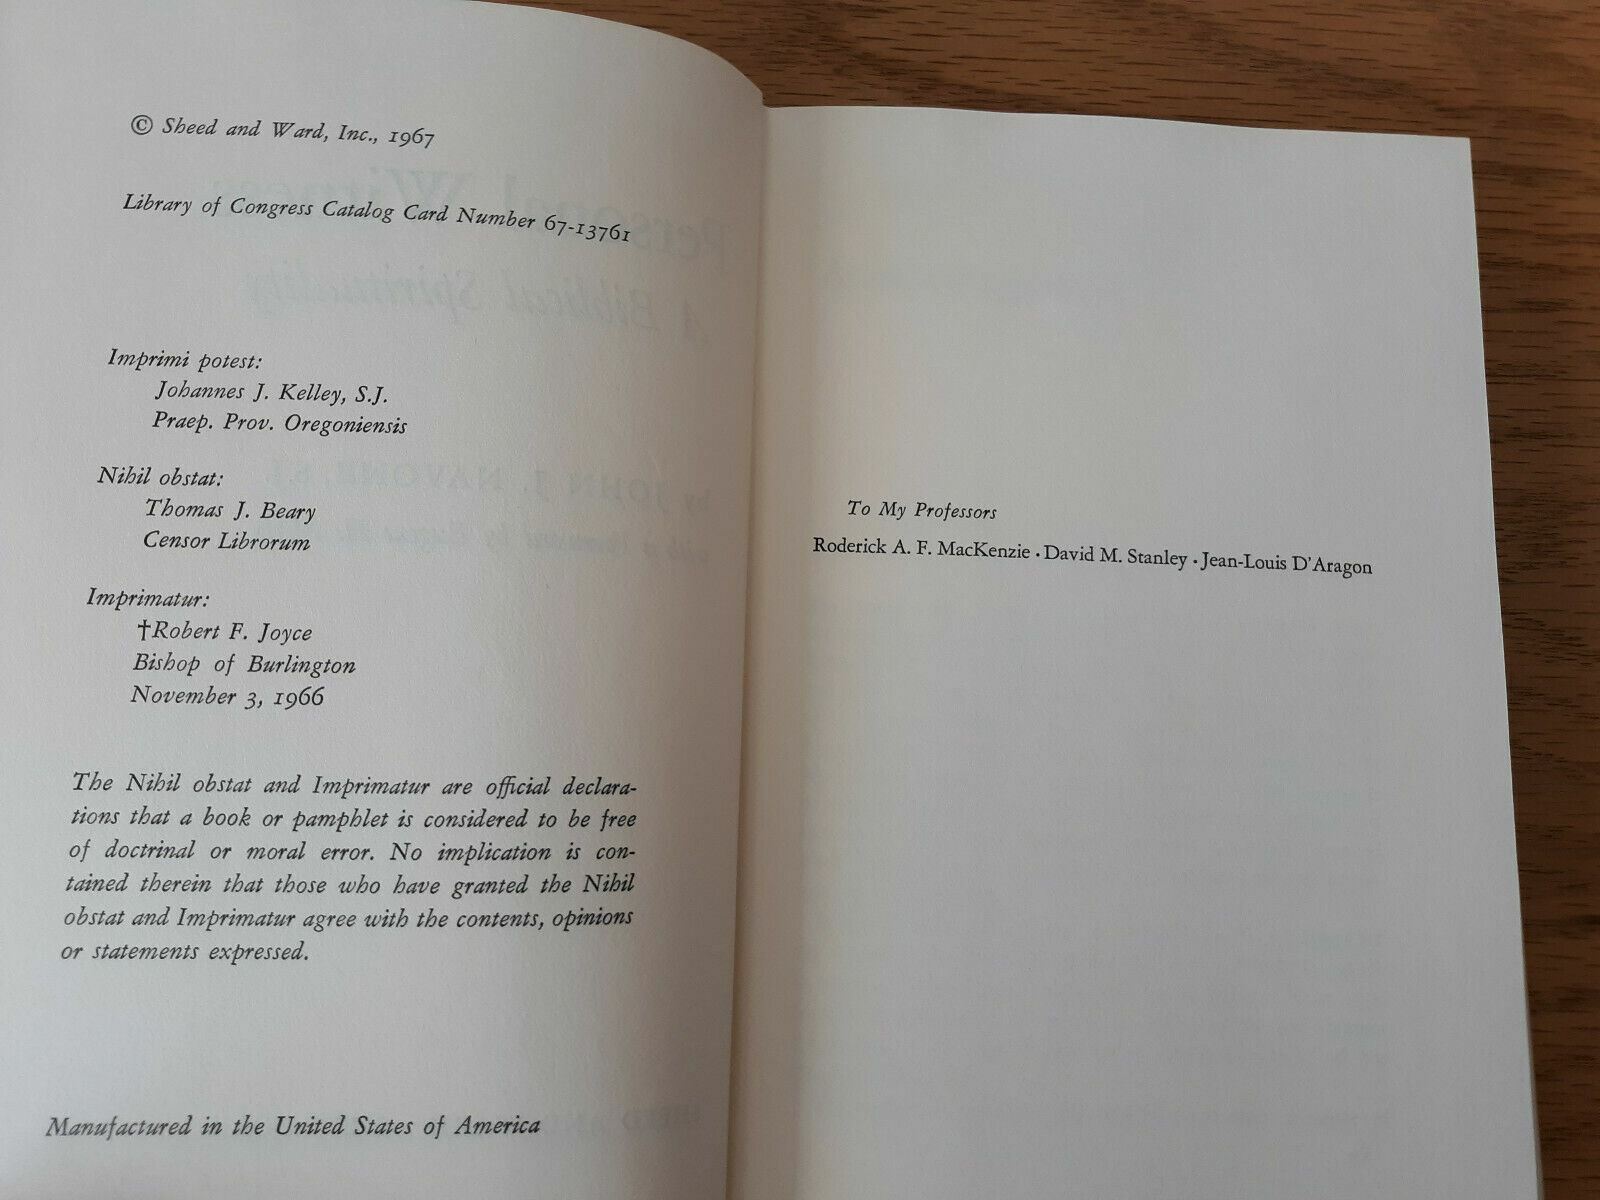 © Sheed and Ward, Inc., 1967
Library of Congress Catalog Card Number 67-13761
Imprimi potest:
Johannes J. Kelley, S.J.
Praep. Prov. Oregoniensis
Nihil obstat:
Thomas J. Beary
Censor Librorum
Imprimatur:
†Robert F. Joyce
Bishop of Burlington
November 3, 1966
The Nihil obstat and Imprimatur are official declara-
tions that a book or pamphlet is considered to be free
of doctrinal or moral error. No implication is con-
tained therein that those who have granted the Nihil
obstat and Imprimatur agree with the contents, opinions
or statements expressed.
Manufactured in the United States of America
To My Professors
Roderick A. F. MacKenzie · David M. Stanley · Jean-Louis D'Aragon